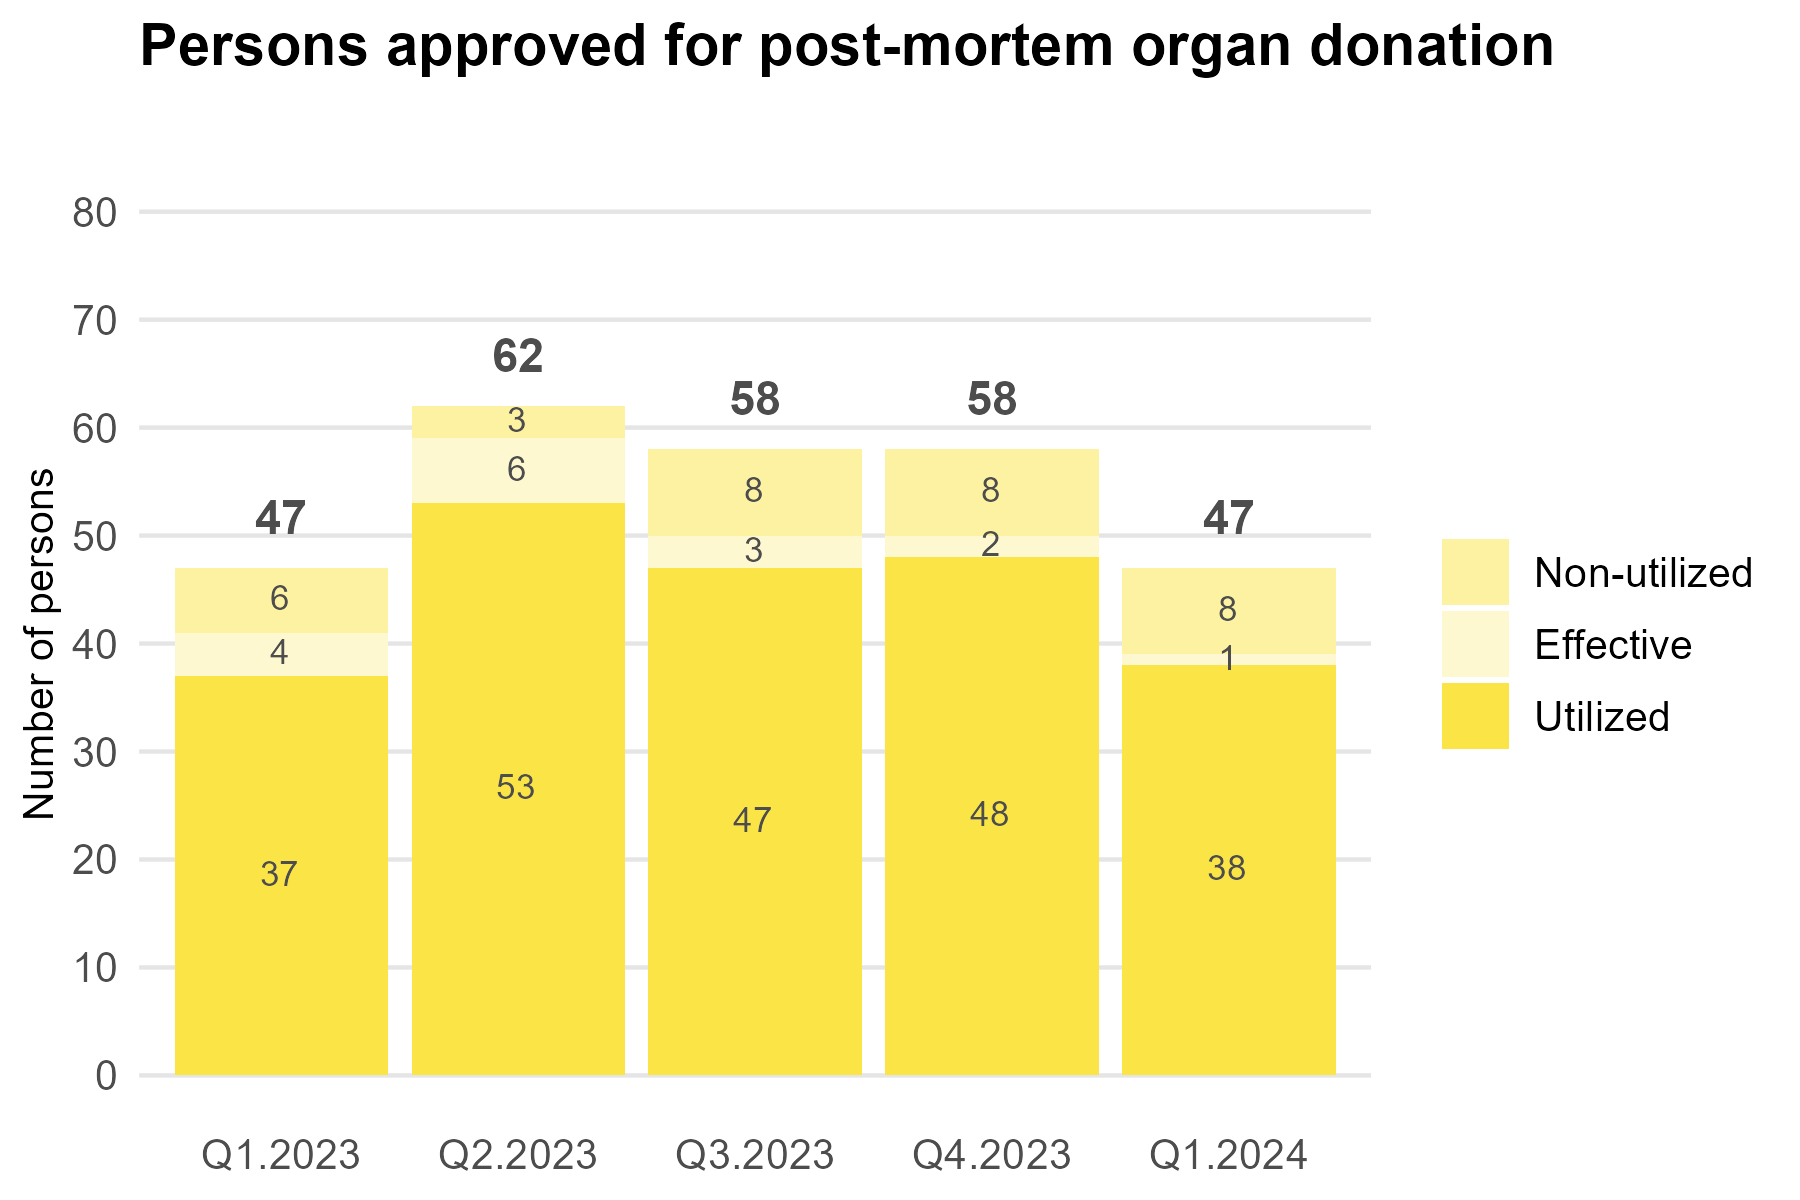 Persons approved for post-mortem organ donation
Number of persons
80
70
60
50
40
30
20
10
0
47
62
58
58
47
6
3
8
8
8
4
6
3
2
1
37
53
47
48
38
Q1.2023
Q2.2023
Q3.2023
Q4.2023
Q1.2024
Non-utilized
Effective
Utilized